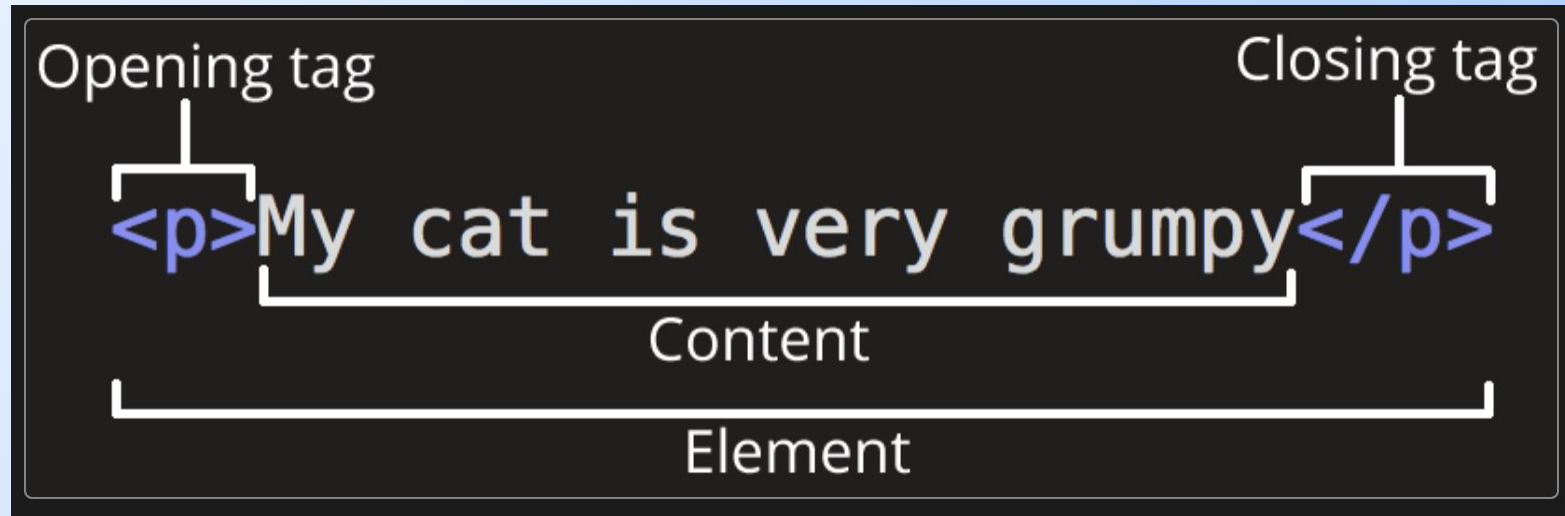 Opening tag
Closing tag
<p>My cat is very grumpy</p>
Content
Element